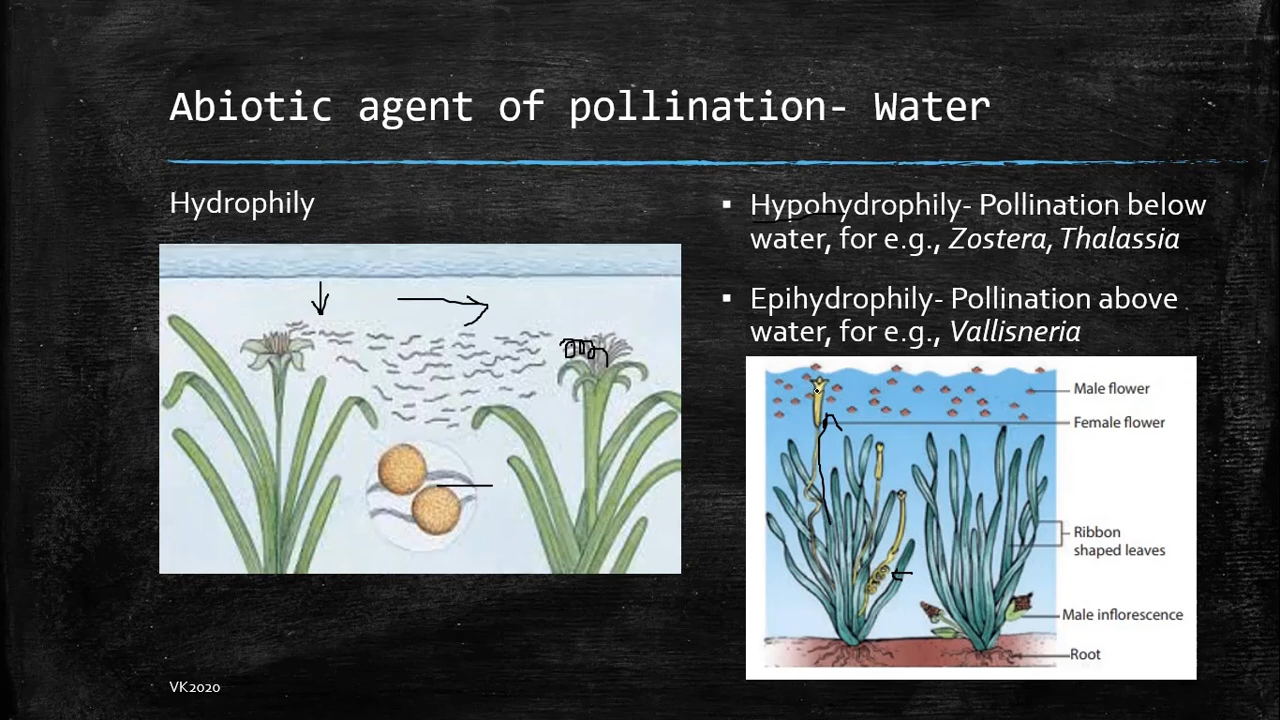 Abiotic agent of pollination- Water
Hydrophily
▪ Hypohydrophily- Pollination below
water, for e.g., Zostera, Thalassia
▪ Epihydrophily- Pollination above
water, for e.g., Vallisneria
Male flower
Female flower
Ribbon
shaped leaves
Male inflorescence
Root
VK2020